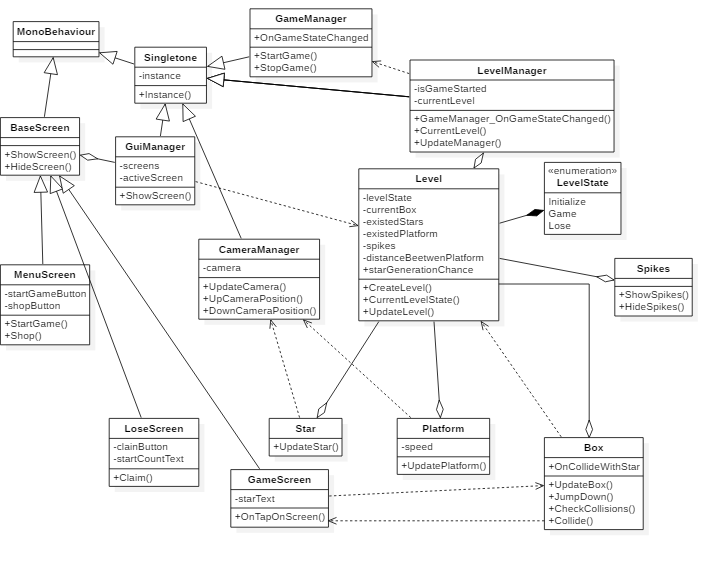 MonoBehaviour
GameManager
+OnGameStateChanged
+StartGame()
+StopGame()
Singletone
-instance
+Instance()
LevelManager
-isGameStarted
-currentLevel
+GameManager_OnGameStateChanged()
+CurrentLevel()
+UpdateManager()
BaseScreen
+ShowScreen()
+HideScreen()
GuiManager
-screens
-activeScreen
+ShowScreen()
Level
-levelState
-currentBox
-existedStars
-existedPlatform
-spikes
-distanceBeetwenPlatform
+starGenerationChance
+CreateLevel()
+CurrentLevelState()
+UpdateLevel()
«enumeration»
LevelState
Initialize
Game
Lose
CameraManager
-camera
+UpdateCamera()
+UpCameraPosition()
+DownCameraPosition()
Spikes
+ShowSpikes()
+HideSpikes()
MenuScreen
-startGameButton
-shopButton
+StartGame()
+Shop()
LoseScreen
-clainButton
-startCountText
+Claim()
Star
+UpdateStar()
Platform
-speed
+UpdatePlatform()
Box
+OnCollideWithStar
+UpdateBox()
+JumpDown()
+CheckCollisions()
+Collide()
GameScreen
-starText
+OnTapOnScreen()